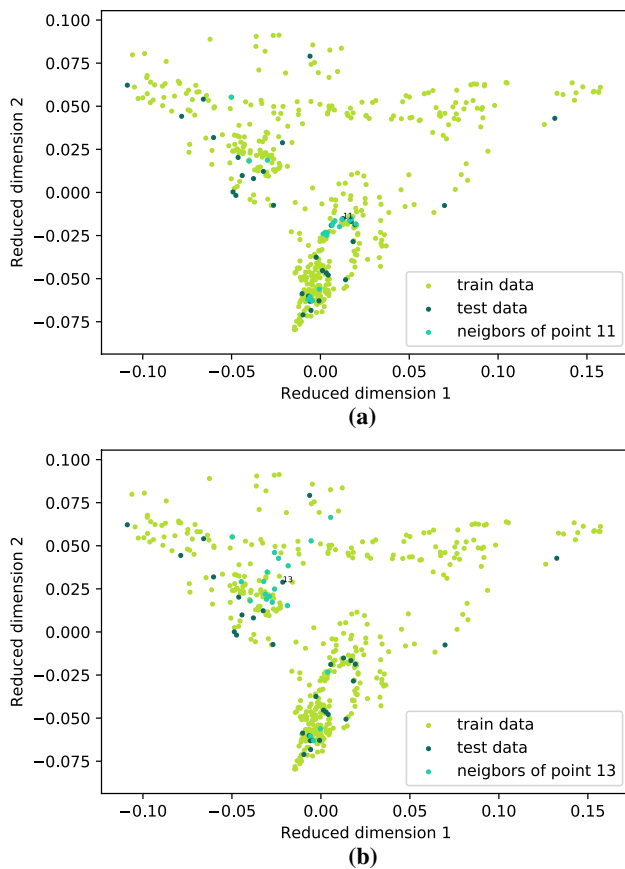 0.100
0.075
0.050
0.025
0.000
−0.025
−0.050
−0.075
Reduced dimension 2
11
train data
test data
neigbors of point 11
−0.10
−0.05
0.00
0.05
0.10
0.15
Reduced dimension 1
(a)
0.100
0.075
0.050
0.025
0.000
−0.025
−0.050
−0.075
Reduced dimension 2
13
train data
test data
neigbors of point 13
−0.10
−0.05
0.00
0.05
0.10
0.15
Reduced dimension 1
(b)